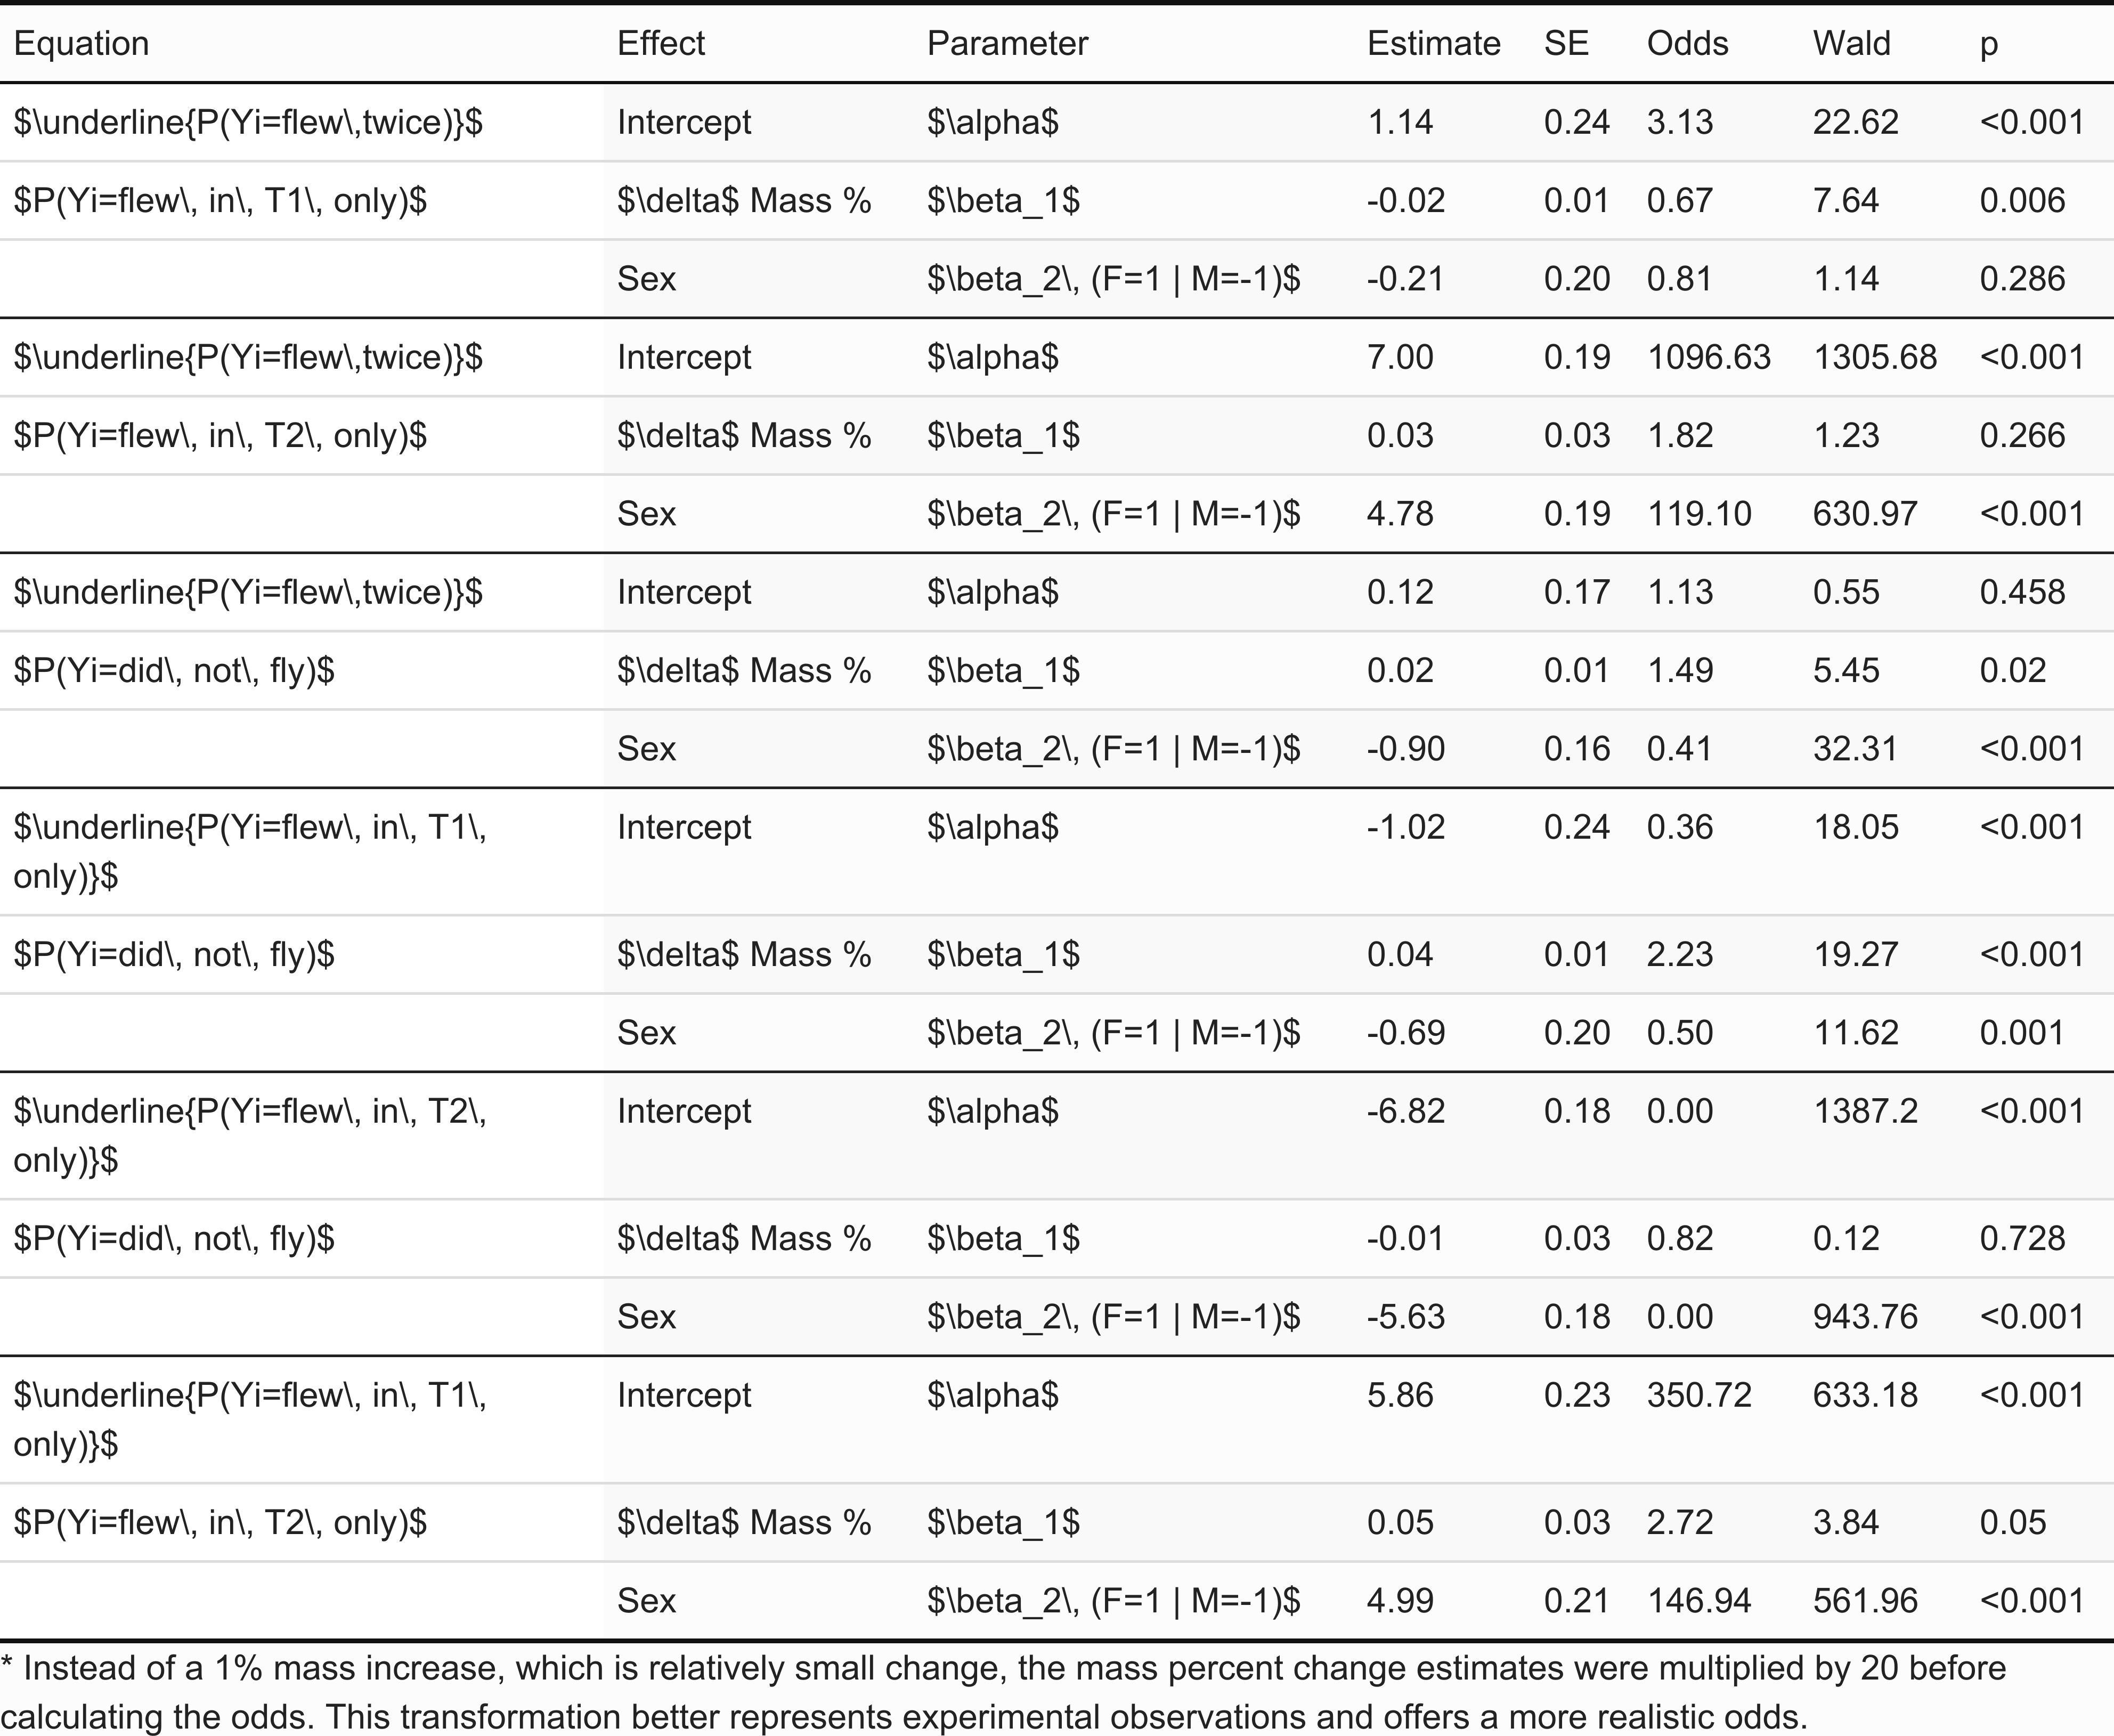 Equation Effect Parameter Estimate SE Odds Wald p
$\underline{P(Yi=flew\,twice)}$ Intercept $\alpha$ 1.14 0.24 3.13 22.62 <0.001
$P(Yi=flew\, in\, T1\, only)$ $\delta$ Mass % $\beta_1$ -0.02 0.01 0.67 7.64 0.006
Sex $\beta_2\, (F=1 | M=-1)$ -0.21 0.20 0.81 1.14 0.286
$\underline{P(Yi=flew\,twice)}$ Intercept $\alpha$ 7.00 0.19 1096.63 1305.68 <0.001
$P(Yi=flew\, in\, T2\, only)$ $\delta$ Mass % $\beta_1$ 0.03 0.03 1.82 1.23 0.266
Sex $\beta_2\, (F=1 | M=-1)$ 4.78 0.19 119.10 630.97 <0.001
$\underline{P(Yi=flew\,twice)}$ Intercept $\alpha$ 0.12 0.17 1.13 0.55 0.458
$P(Yi=did\, not\, fly)$ $\delta$ Mass % $\beta_1$ 0.02 0.01 1.49 5.45 0.02
Sex $\beta_2\, (F=1 | M=-1)$ -0.90 0.16 0.41 32.31 <0.001
$\underline{P(Yi=flew\, in\, T1\, Intercept $\alpha$ -1.02 0.24 0.36 18.05 <0.001
only)}$
$P(Yi=did\, not\, fly)$ $\delta$ Mass % $\beta_1$ 0.04 0.01 2.23 19.27 <0.001
Sex $\beta_2\, (F=1 | M=-1)$ -0.69 0.20 0.50 11.62 0.001
$\underline{P(Yi=flew\, in\, T2\, Intercept $\alpha$ -6.82 0.18 0.00 1387.2 <0.001
only)}$
$P(Yi=did\, not\, fly)$ $\delta$ Mass % $\beta_1$ -0.01 0.03 0.82 0.12 0.728
Sex $\beta_2\, (F=1 | M=-1)$ -5.63 0.18 0.00 943.76 <0.001
$\underline{P(Yi=flew\, in\, T1\, Intercept $\alpha$ 5.86 0.23 350.72 633.18 <0.001
only)}$
$P(Yi=flew\, in\, T2\, only)$ $\delta$ Mass % $\beta_1$ 0.05 0.03 2.72 3.84 0.05
Sex $\beta_2\, (F=1 | M=-1)$ 4.99 0.21 146.94 561.96 <0.001
* Instead of a 1% mass increase, which is relatively small change, the mass percent change estimates were multiplied by 20 before
calculating the odds. This transformation better represents experimental observations and offers a more realistic odds.